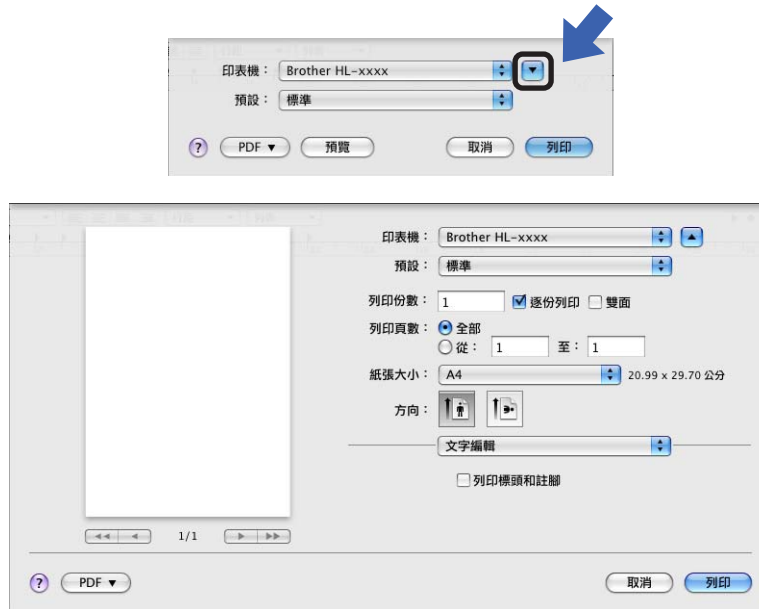 印表機： Brother HL-xxxx
預設： 標準
? PDF ▼ 預覽 取消 列印
印表機： Brother HL-xxxx
預設： 標準
列印份數： 1 逐份列印 雙面
列印頁數： 全部
從： 1 至： 1
紙張大小： A4 20.99 x 29.70 公分
方向：
文字編輯
列印標頭和註腳
1/1
? PDF ▼ 取消 列印